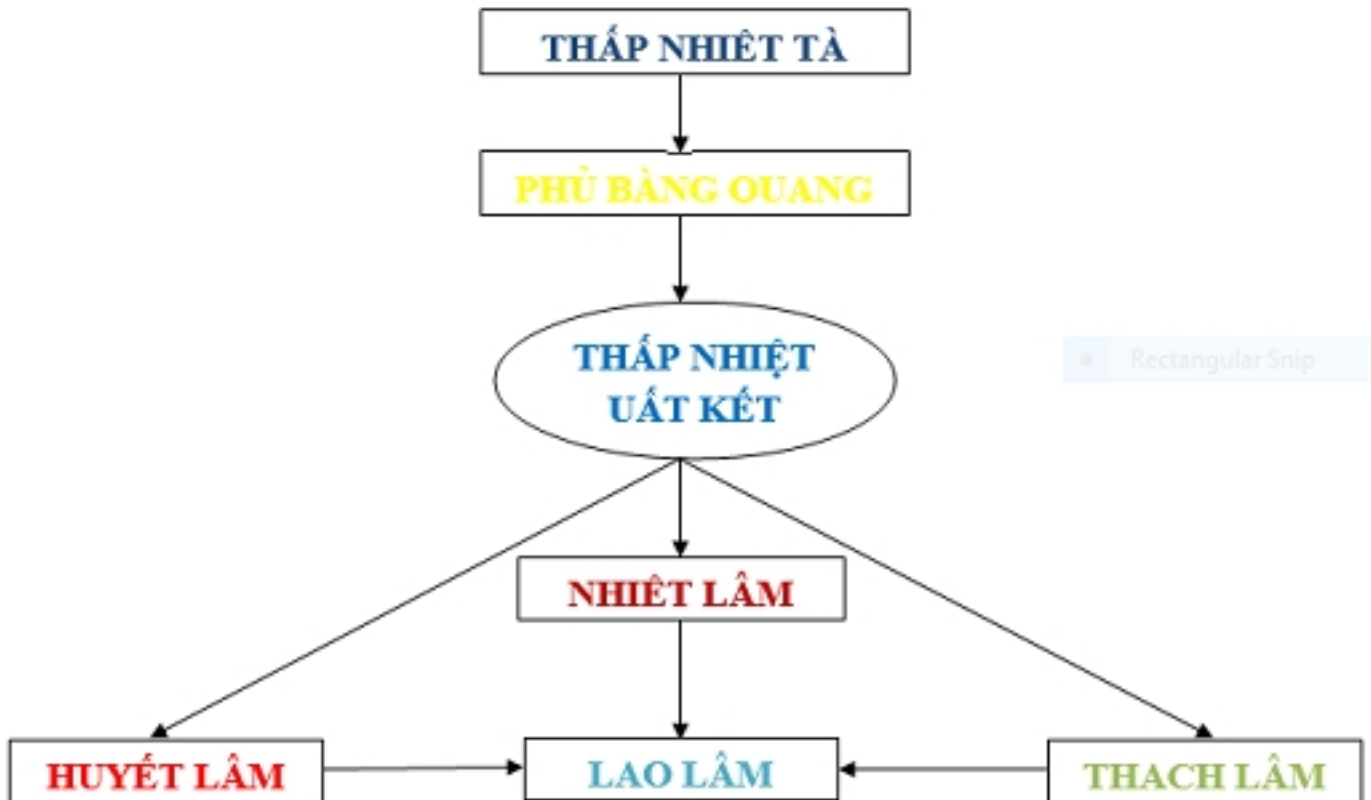 THẤP NHIÊT TÀ
PHỦ BÀNG QUANG
THẤP NHIỆT
UẤT KẾT
Rectangular Snip
NHIÊT LÂM
HUYẾT LÂM
LAO LÂM
THACH LÂM